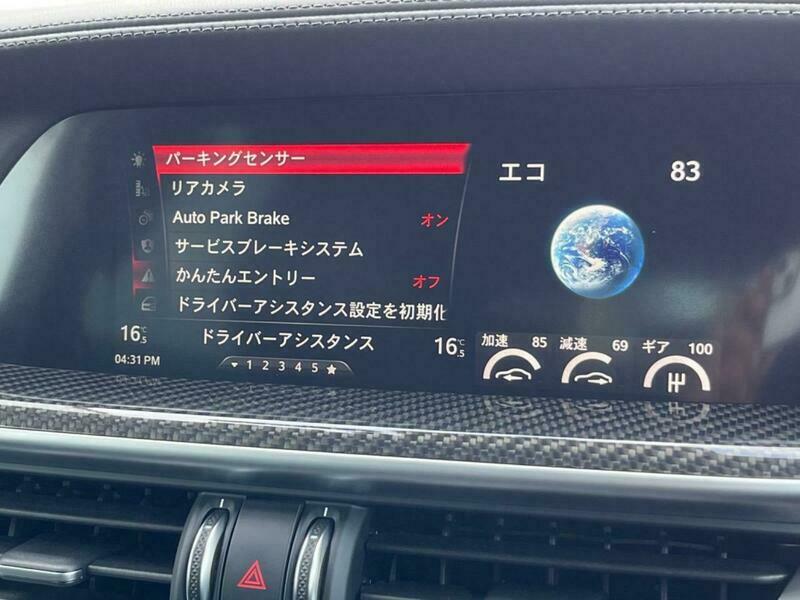 パーキングセンサー
リアカメラ
Auto Park Brake オン
サービスブレーキシステム
かんたんエントリー オフ
ドライバーアシスタンス設定を初期化
16.5℃ ドライバーアシスタンス 16.5℃
04:31 PM
1 2 3 4 5
エコ 83
加速 85 減速 69 ギア 100